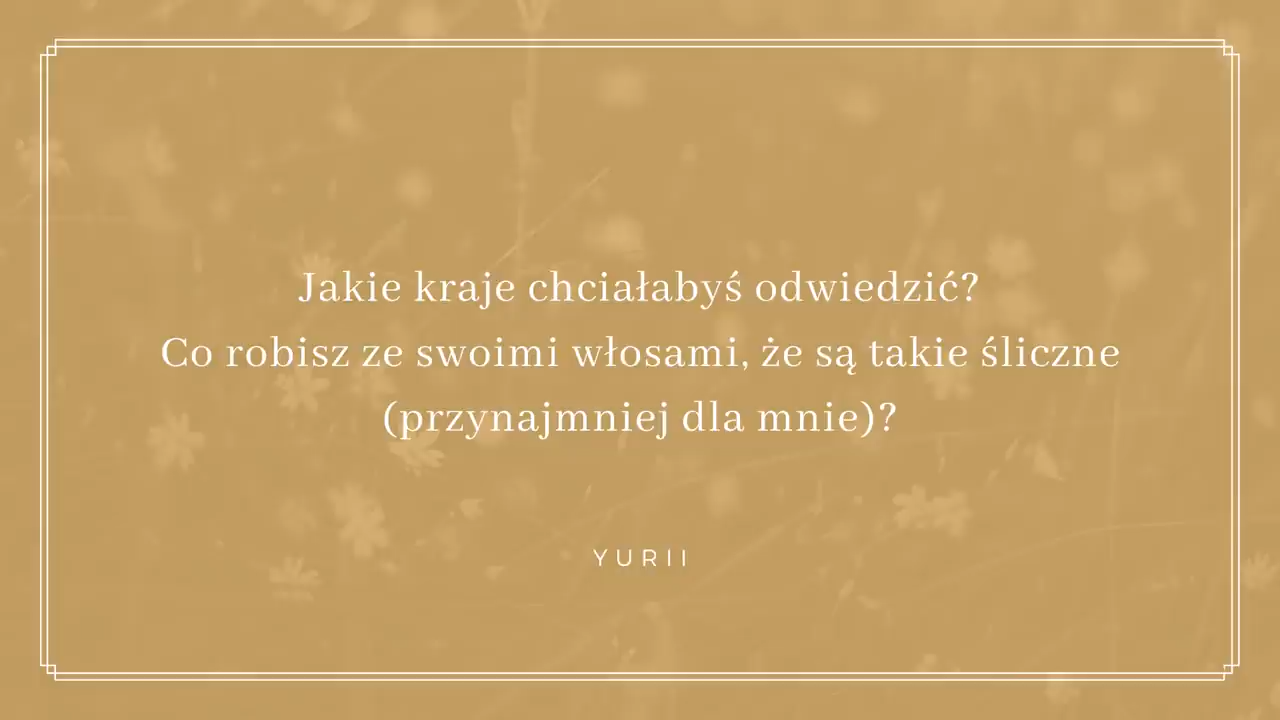 Jakie kraje chciałabyś odwiedzić?
Co robisz ze swoimi włosami, że są takie śliczne
(przynajmniej dla mnie)?
YURII